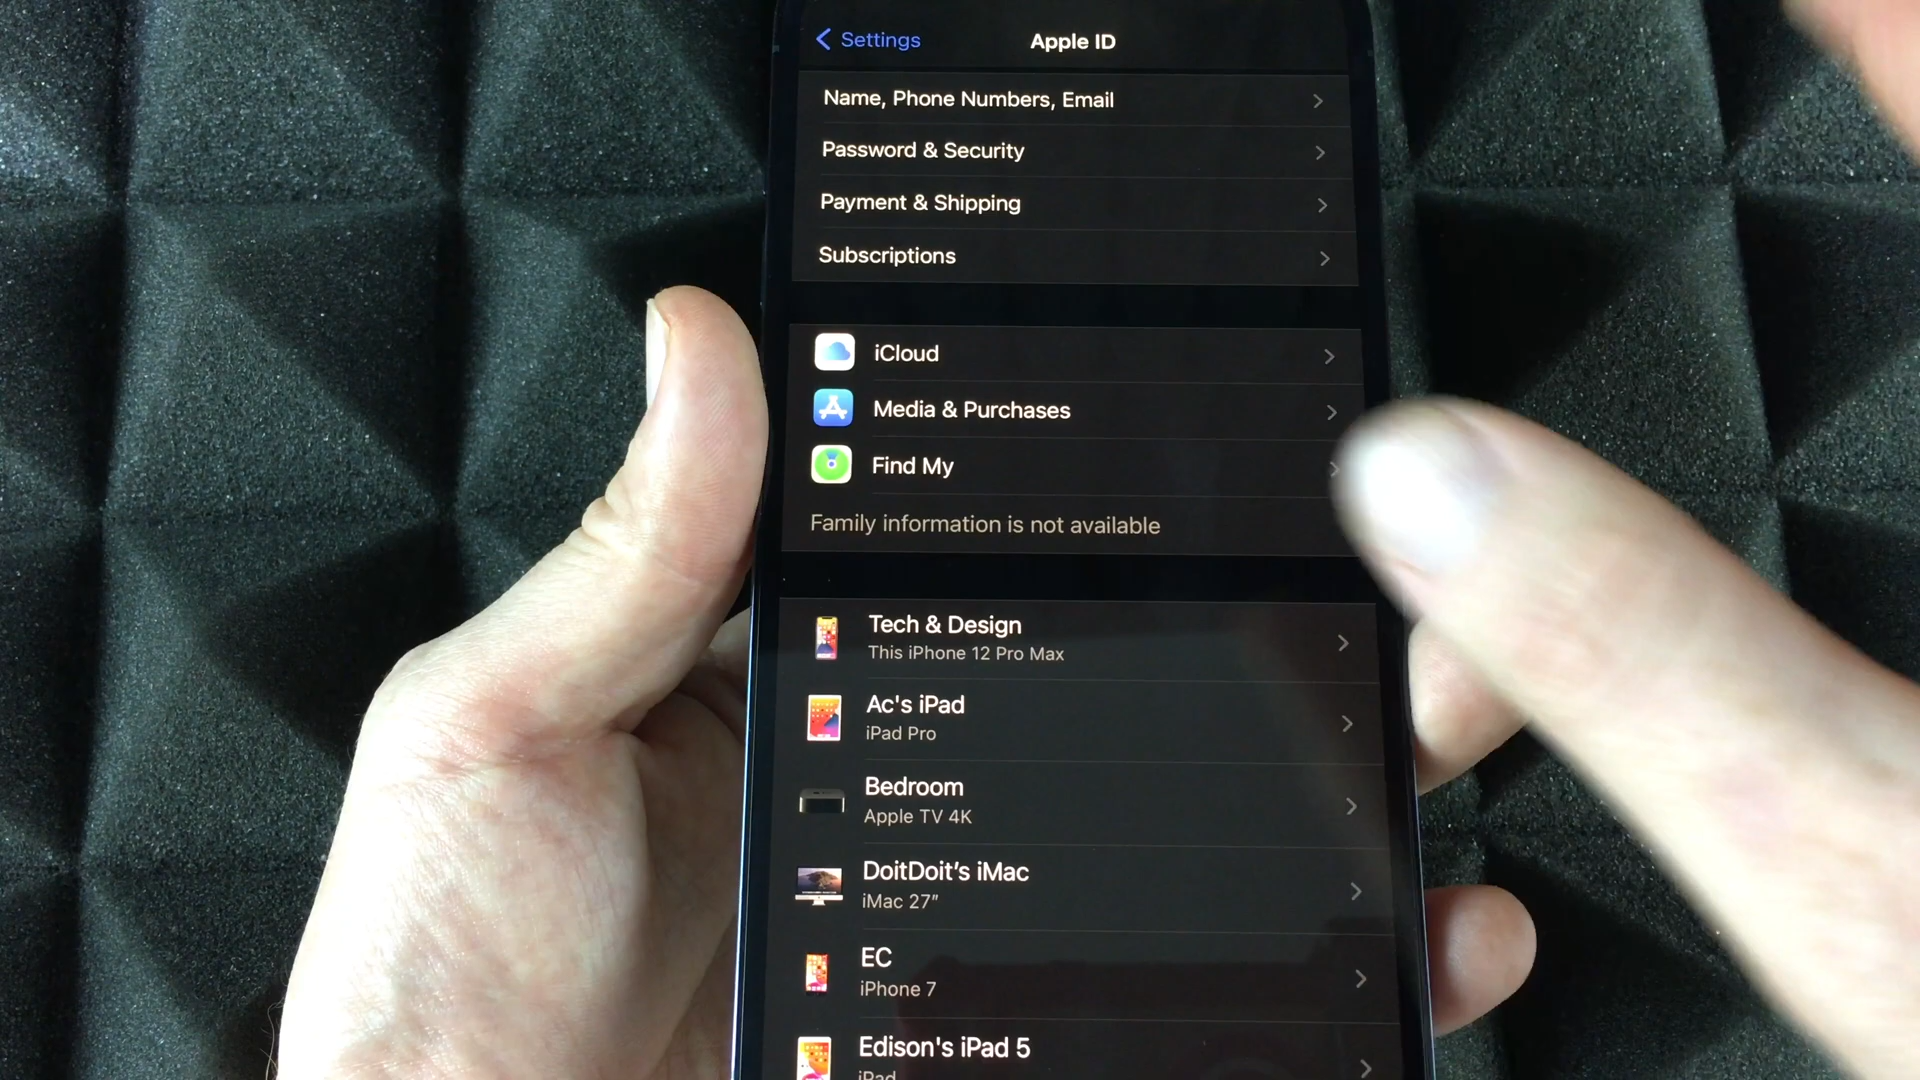 Settings
Apple ID
Name, Phone Numbers, Email
Password & Security
Payment & Shipping
Subscriptions
iCloud
Media & Purchases
Find My
Family information is not available
Tech & Design
This iPhone 12 Pro Max
Ac's iPad
iPad Pro
Bedroom
Apple TV 4K
DoitDoit’s iMac
iMac 27”
EC
iPhone 7
Edison's iPad 5
iPad